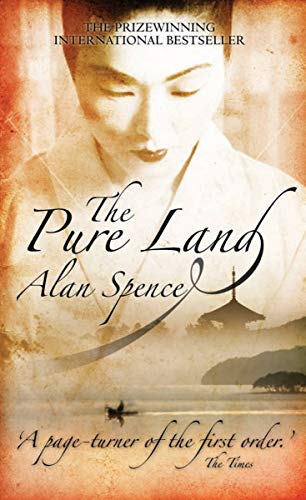 THE PRIZEWINNING
INTERNATIONAL BESTSELLER
The
Pure Land
Alan Spence
'A page-turner of the first order.'
The Times